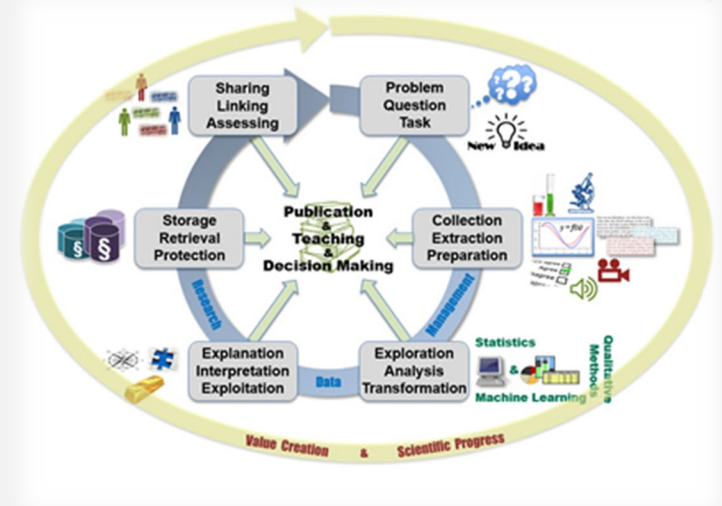 Sharing
Linking
Assessing
Problem
Question
Task
???
New Idea
Storage
Retrieval
Protection
Publication
&
Teaching
&
Decision Making
Collection
Extraction
Preparation
y=f(x)
§ §
Research
Management
Explanation
Interpretation
Exploitation
Data
Exploration
Analysis
Transformation
Statistics
&
Machine Learning
Qualitative
Methods
Value Creation & Scientific Progress